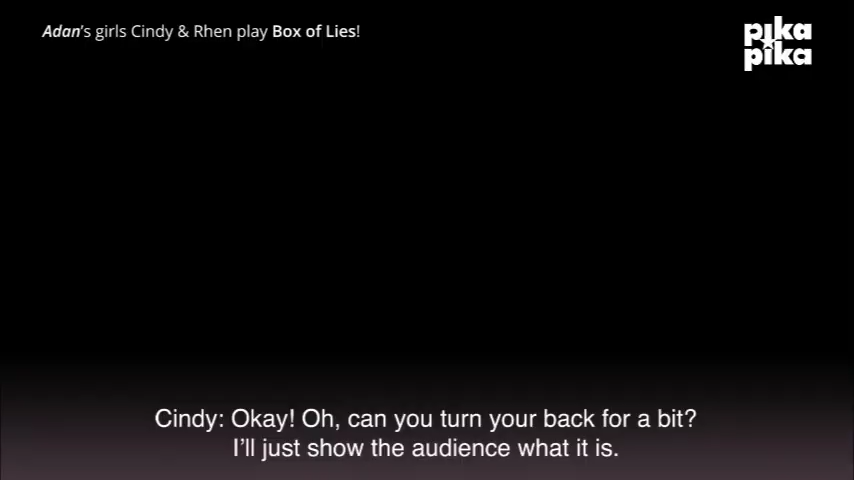 Adan's girls Cindy & Rhen play Box of Lies!
pika
pika
Cindy: Okay! Oh, can you turn your back for a bit?
I'll just show the audience what it is.